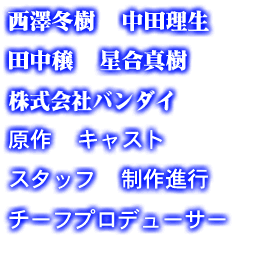 西澤冬樹　中田理生
田中穣　星合真樹
株式会社バンダイ
原作　キャスト
スタッフ　制作進行
チーフプロデューサー